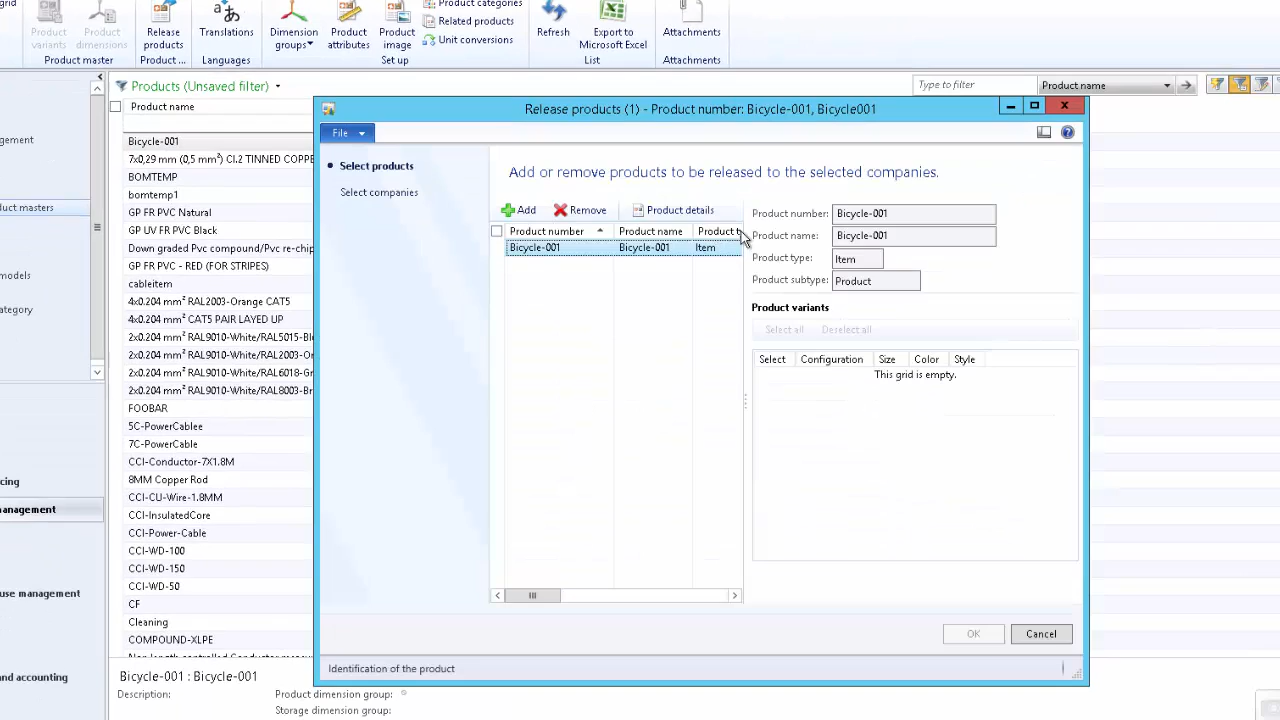 grid
Product variants
Product dimensions
Product master
Release products
Product ...
Translations
Languages
Dimension groups
Product attributes
Product image
Product categories
Related products
Unit conversions
Set up
Refresh
Export to Microsoft Excel
List
Attachments
Attachments
Products (Unsaved filter)
Type to filter
Product name
Product name
Bicycle-001
7x0,29 mm (0,5 mm²) Cl.2 TINNED COPPE
BOMTEMP
bomtemp1
GP FR PVC Natural
GP UV FR PVC Black
Down graded Pvc compound/Pvc re-chip
GP FR PVC - RED (FOR STRIPES)
cableitem
4x0.204 mm² RAL2003-Orange CAT5
4x0.204 mm² CAT5 PAIR LAYED UP
2x0.204 mm² RAL9010-White/RAL5015-Bl
2x0.204 mm² RAL9010-White/RAL2003-O
2x0.204 mm² RAL9010-White/RAL6018-Gr
2x0.204 mm² RAL9010-White/RAL8003-Br
FOOBAR
5C-PowerCablee
7C-PowerCable
CCI-Conductor-7X1.8M
8MM Copper Rod
CCI-CU-Wire-1.8MM
CCI-InsulatedCore
CCI-Power-Cable
CCI-WD-100
CCI-WD-150
CCI-WD-50
CF
Cleaning
COMPOUND-XLPE
gement
duct masters
models
ategory
cing
anagement
use management
and accounting
Release products (1) - Product number: Bicycle-001, Bicycle001
File
Select products
Select companies
Add or remove products to be released to the selected companies.
Add
Remove
Product details
Product number
Product name
Product t
Bicycle-001
Bicycle-001
Item
Product number: Bicycle-001
Product name: Bicycle-001
Product type: Item
Product subtype: Product
Product variants
Select all
Deselect all
Select
Configuration
Size
Color
Style
This grid is empty.
OK
Cancel
Identification of the product
Bicycle-001 : Bicycle-001
Description:
Product dimension group:
Storage dimension group: